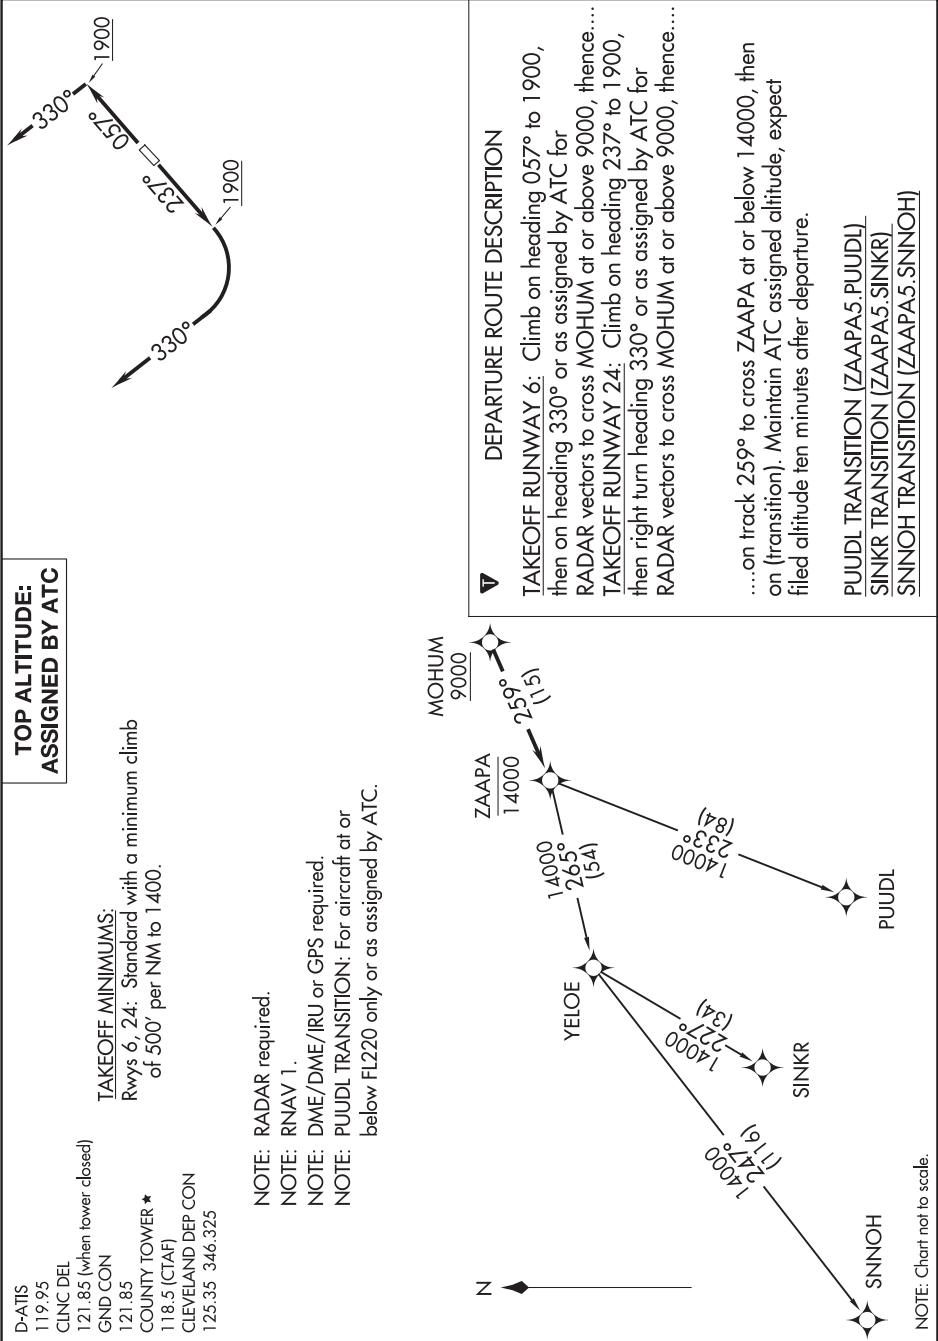 TOP ALTITUDE:
ASSIGNED BY ATC
D-ATIS
119.95
CLNC DEL
121.85 (when tower closed)
GND CON
121.85
COUNTY TOWER ★
118.5 (CTAF)
CLEVELAND DEP CON
125.35 346.325
TAKEOFF MINIMUMS:
Rwys 6, 24: Standard with a minimum climb
of 500' per NM to 1400.
NOTE: RADAR required.
NOTE: RNAV 1.
NOTE: DME/DME/IRU or GPS required.
NOTE: PUUDL TRANSITION: For aircraft at or
below FL220 only or as assigned by ATC.
330°
1900
057°
237°
1900
330°
MOHUM
9000
259°
(15)
ZAAPA
14000
14000
265°
(54)
14000
233°
(84)
YELOE
PUUDL
14000
227°
(34)
SINKR
14000
247°
(116)
SNNOH
N
NOTE: Chart not to scale.
T
DEPARTURE ROUTE DESCRIPTION
TAKEOFF RUNWAY 6: Climb on heading 057° to 1900,
then on heading 330° or as assigned by ATC for
RADAR vectors to cross MOHUM at or above 9000, thence....
TAKEOFF RUNWAY 24: Climb on heading 237° to 1900,
then right turn heading 330° or as assigned by ATC for
RADAR vectors to cross MOHUM at or above 9000, thence....
....on track 259° to cross ZAAPA at or below 14000, then
on (transition). Maintain ATC assigned altitude, expect
filed altitude ten minutes after departure.
PUUDL TRANSITION (ZAAPA5.PUUDL)
SINKR TRANSITION (ZAAPA5.SINKR)
SNNOH TRANSITION (ZAAPA5.SNNOH)